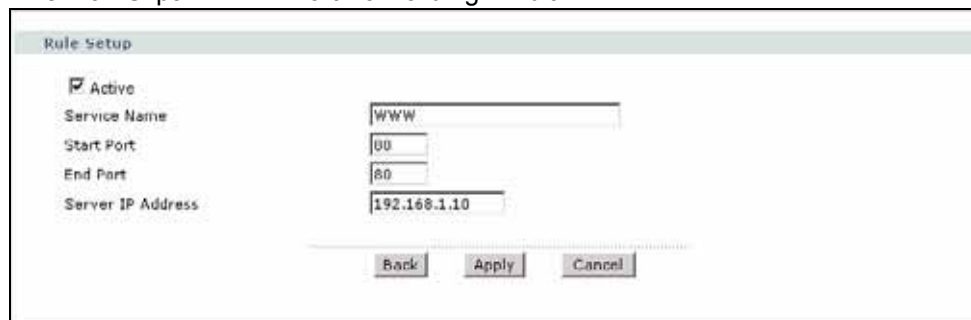 Rule Setup
Active
Service Name WWW
Start Port 80
End Port 80
Server IP Address 192.168.1.10
Back Apply Cancel